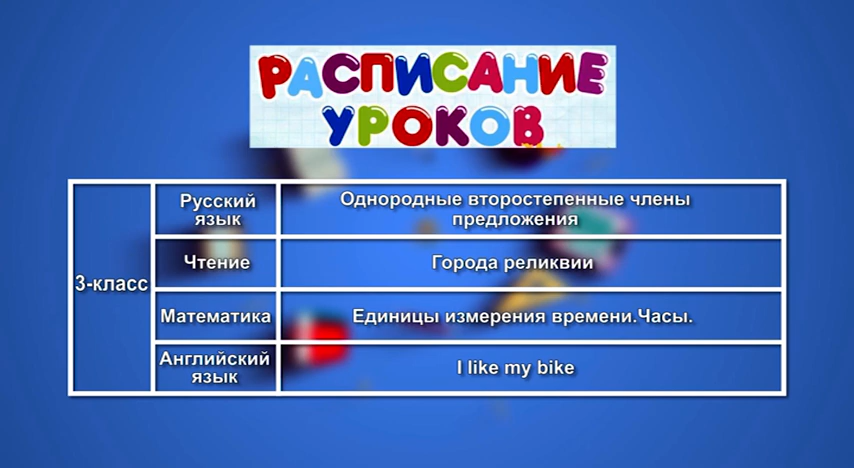 РАСПИСАНИЕ
УРОКОВ
3-класс
Русский
язык
Однородные второстепенные члены
предложения
Чтение
Города реликвии
Математика
Единицы измерения времени.Часы.
Английский
язык
I like my bike